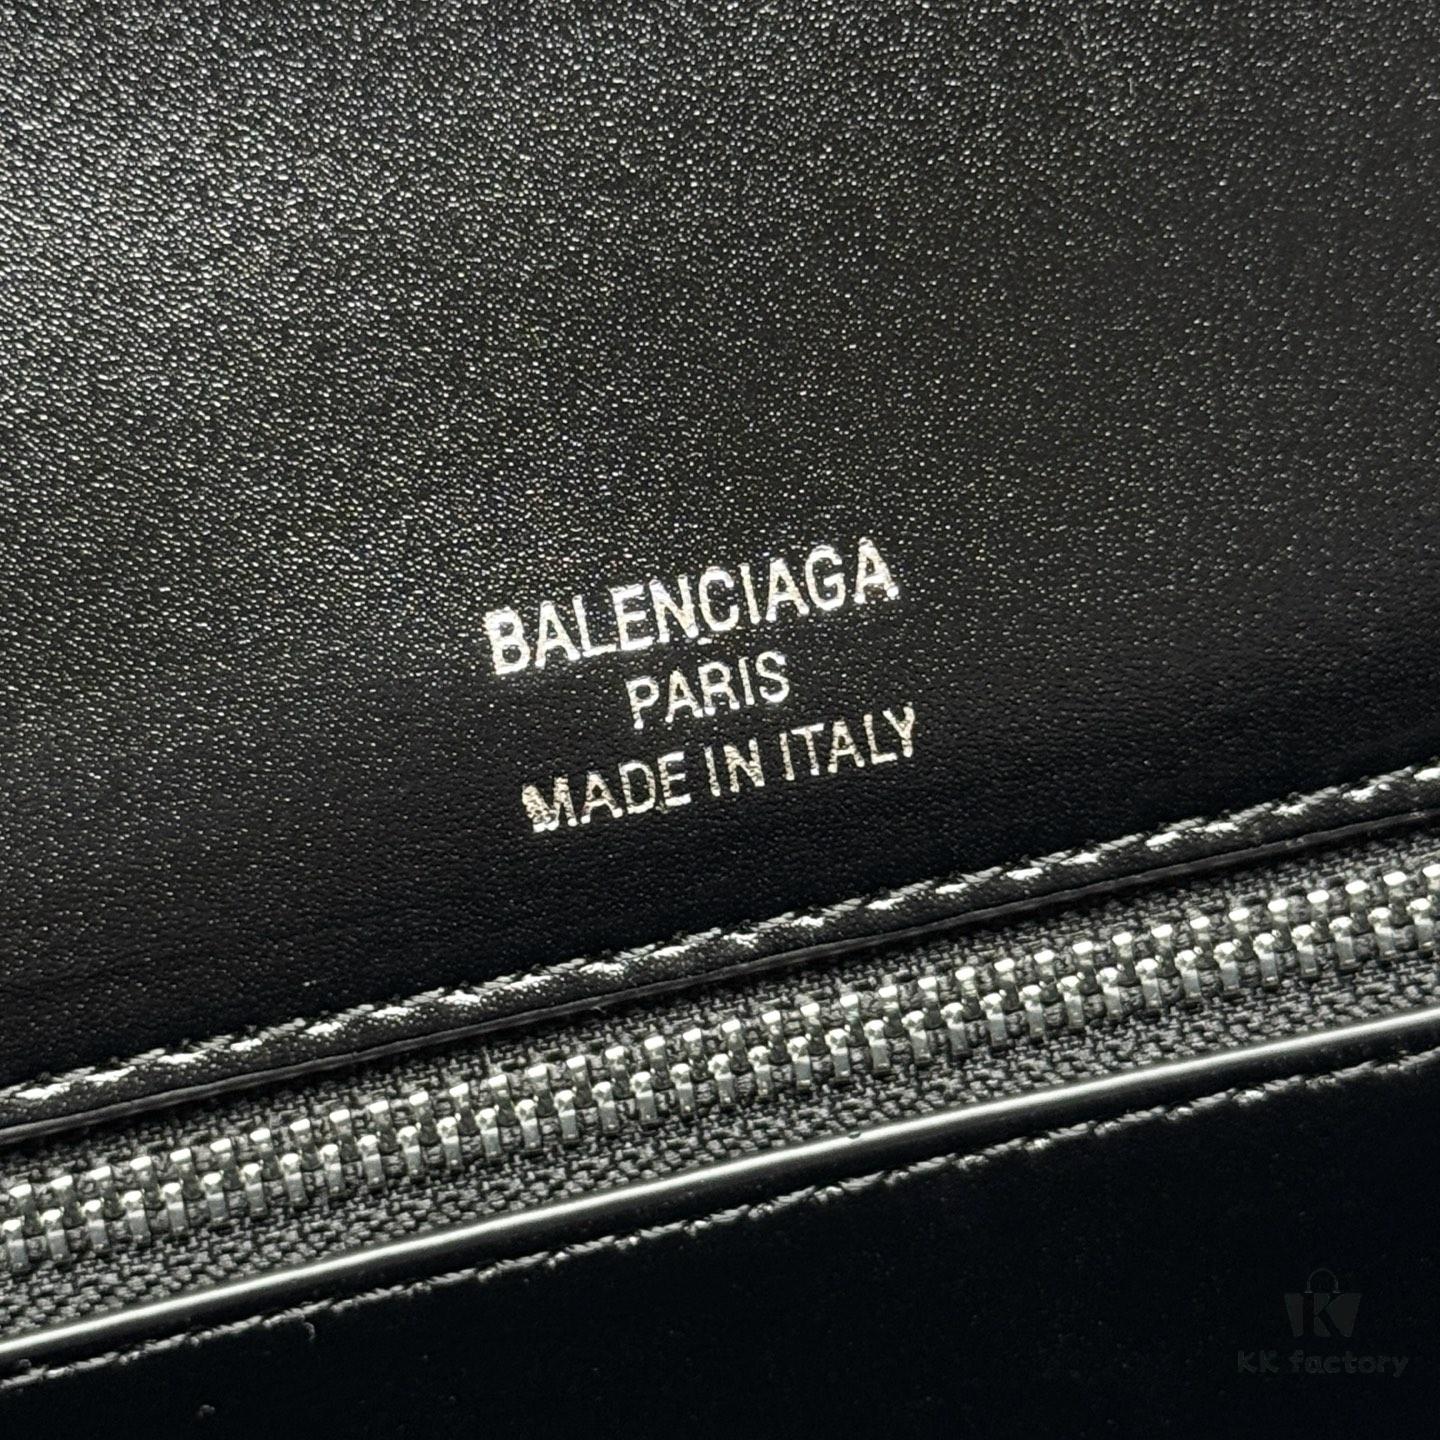 BALENCIAGA
PARIS
MADE IN ITALY
KK factory